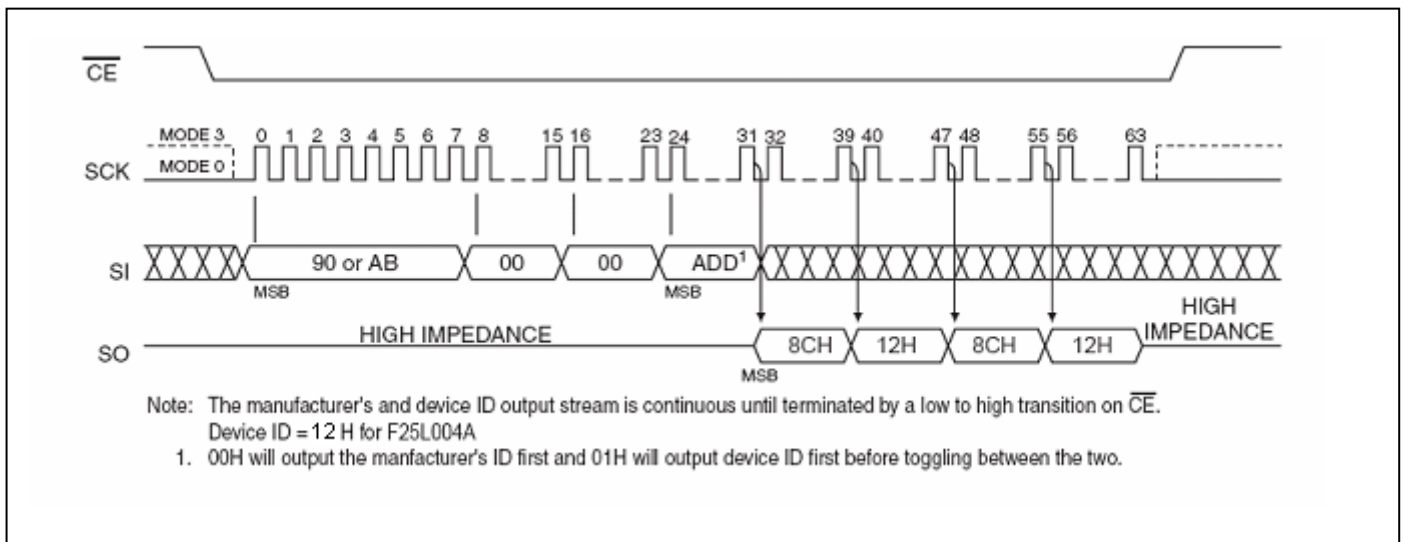 CE
MODE 3 0 1 2 3 4 5 6 7 8 15 16 23 24 31 32 39 40 47 48 55 56 63
SCK MODE 0
SI 90 or AB 00 00 ADD1
MSB MSB
HIGH IMPEDANCE HIGH IMPEDANCE
SO 8CH 12H 8CH 12H
MSB
Note: The manufacturer's and device ID output stream is continuous until terminated by a low to high transition on CE.
Device ID = 12 H for F25L004A
1. 00H will output the manfacturer's ID first and 01H will output device ID first before toggling between the two.